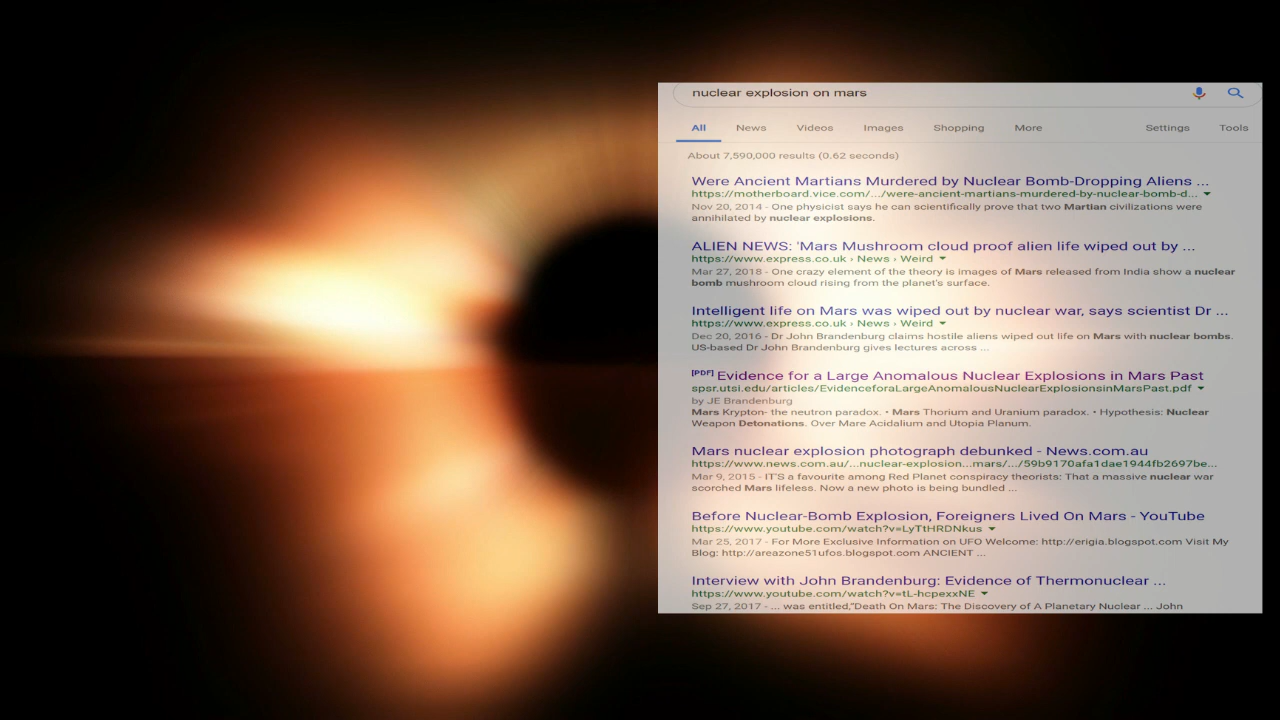 nuclear explosion on mars
All News Videos Images Shopping More Settings Tools
About 7,590,000 results (0.62 seconds)
Were Ancient Martians Murdered by Nuclear Bomb-Dropping Aliens ...
https://motherboard.vice.com/.../were-ancient-martians-murdered-by-nuclear-bomb-d...
Nov 20, 2014 - One physicist says he can scientifically prove that two Martian civilizations were
annihilated by nuclear explosions.
ALIEN NEWS: 'Mars Mushroom cloud proof alien life wiped out by ...
https://www.express.co.uk › News › Weird
Mar 27, 2018 - One crazy element of the theory is images of Mars released from India show a nuclear
bomb mushroom cloud rising from the planet's surface.
Intelligent life on Mars was wiped out by nuclear war, says scientist Dr ...
https://www.express.co.uk › News › Weird
Dec 20, 2016 - Dr John Brandenburg claims hostile aliens wiped out life on Mars with nuclear bombs.
US-based Dr John Brandenburg gives lectures across ...
[PDF] Evidence for a Large Anomalous Nuclear Explosions in Mars Past
spsr.utsi.edu/articles/EvidenceforaLargeAnomalousNuclearExplosionsinMarsPast.pdf
by JE Brandenburg
Mars Krypton- the neutron paradox. • Mars Thorium and Uranium paradox. • Hypothesis: Nuclear
Weapon Detonations. Over Mare Acidalium and Utopia Planum.
Mars nuclear explosion photograph debunked - News.com.au
https://www.news.com.au/...nuclear-explosion...mars/.../59b9170afa1dae1944fb2697be...
Mar 9, 2015 - IT'S a favourite among Red Planet conspiracy theorists: That a massive nuclear war
scorched Mars lifeless. Now a new photo is being bundled ...
Before Nuclear-Bomb Explosion, Foreigners Lived On Mars - YouTube
https://www.youtube.com/watch?v=LyTtHRDNkus
Mar 25, 2017 - For More Exclusive Information on UFO Welcome: http://erigia.blogspot.com Visit My
Blog: http://areazone51ufos.blogspot.com ANCIENT ...
Interview with John Brandenburg: Evidence of Thermonuclear ...
https://www.youtube.com/watch?v=tL-hcpexxNE
Sep 27, 2017 - ... was entitled,"Death On Mars: The Discovery of A Planetary Nuclear ... John